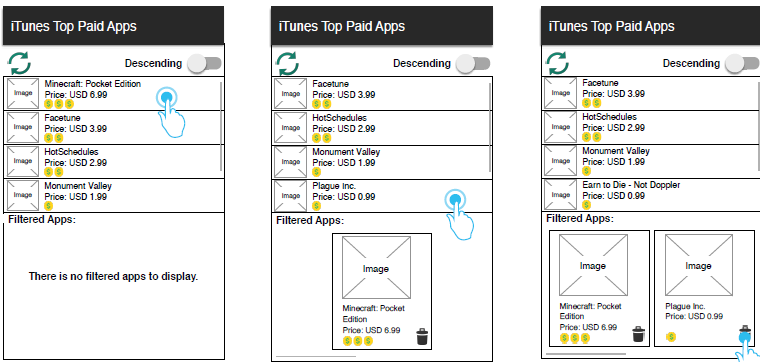 iTunes Top Paid Apps
Descending
Image
Minecraft: Pocket Edition
Price: USD 6.99
$ $ $
Image
Facetune
Price: USD 3.99
$ $
Image
HotSchedules
Price: USD 2.99
$ $
Image
Monument Valley
Price: USD 1.99
$
Filtered Apps:
There is no filtered apps to display.
iTunes Top Paid Apps
Descending
Image
Facetune
Price: USD 3.99
$ $
Image
HotSchedules
Price: USD 2.99
$ $
Image
Monument Valley
Price: USD 1.99
$
Image
Plague Inc.
Price: USD 0.99
$
Filtered Apps:
Image
Minecraft: Pocket
Edition
Price: USD 6.99
$ $ $
iTunes Top Paid Apps
Descending
Image
Facetune
Price: USD 3.99
$ $
Image
HotSchedules
Price: USD 2.99
$ $
Image
Monument Valley
Price: USD 1.99
$
Image
Earn to Die - Not Doppler
Price: USD 0.99
$
Filtered Apps:
Image
Minecraft: Pocket
Edition
Price: USD 6.99
$ $ $
Image
Plague Inc.
Price: USD 0.99
$